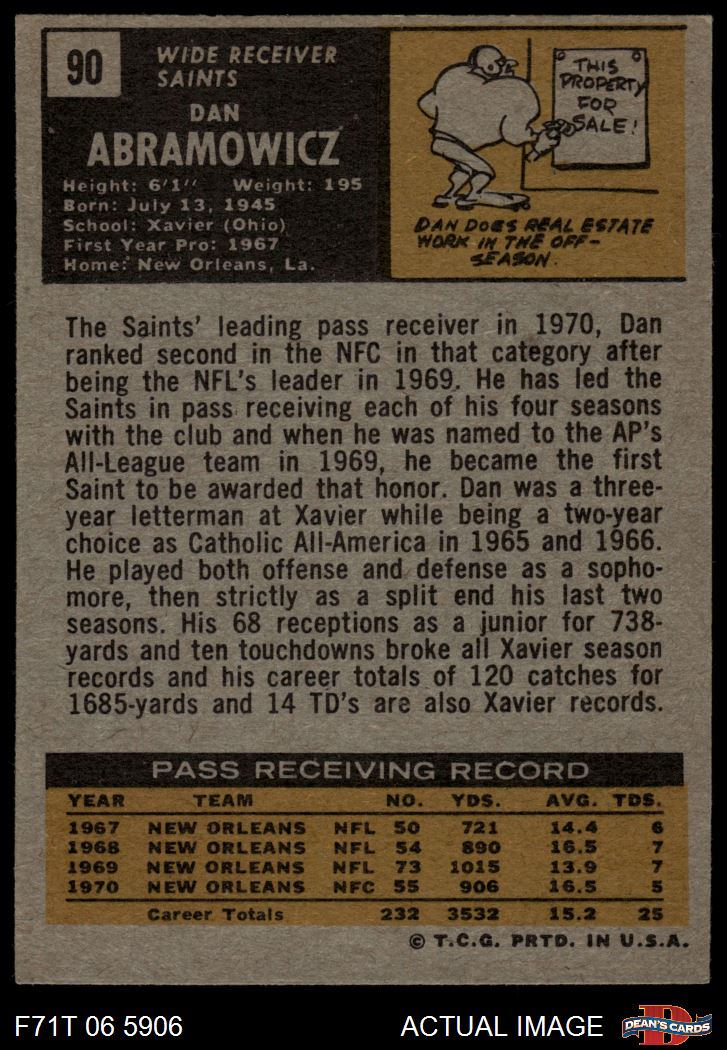 90
WIDE RECEIVER
SAINTS
DAN
ABRAMOWICZ
Height: 6'1" Weight: 195
Born: July 13, 1945
School: Xavier (Ohio)
First Year Pro: 1967
Home: New Orleans, La.
THIS
PROPERTY
FOR
SALE!
DAN DOES REAL ESTATE
WORK IN THE OFF-
SEASON.
The Saints' leading pass receiver in 1970, Dan
ranked second in the NFC in that category after
being the NFL's leader in 1969. He has led the
Saints in pass receiving each of his four seasons
with the club and when he was named to the AP's
All-League team in 1969, he became the first
Saint to be awarded that honor. Dan was a three-
year letterman at Xavier while being a two-year
choice as Catholic All-America in 1965 and 1966.
He played both offense and defense as a sopho-
more, then strictly as a split end his last two
seasons. His 68 receptions as a junior for 738-
yards and ten touchdowns broke all Xavier season
records and his career totals of 120 catches for
1685-yards and 14 TD's are also Xavier records.
PASS RECEIVING RECORD
YEAR TEAM NO. YDS. AVG. TDS.
1967 NEW ORLEANS NFL 50 721 14.4 6
1968 NEW ORLEANS NFL 54 890 16.5 7
1969 NEW ORLEANS NFL 73 1015 13.9 7
1970 NEW ORLEANS NFC 55 906 16.5 5
Career Totals 232 3532 15.2 25
© T.C.G. PRTD. IN U.S.A.
F71T 06 5906 ACTUAL IMAGE
D
DEAN'S CARDS